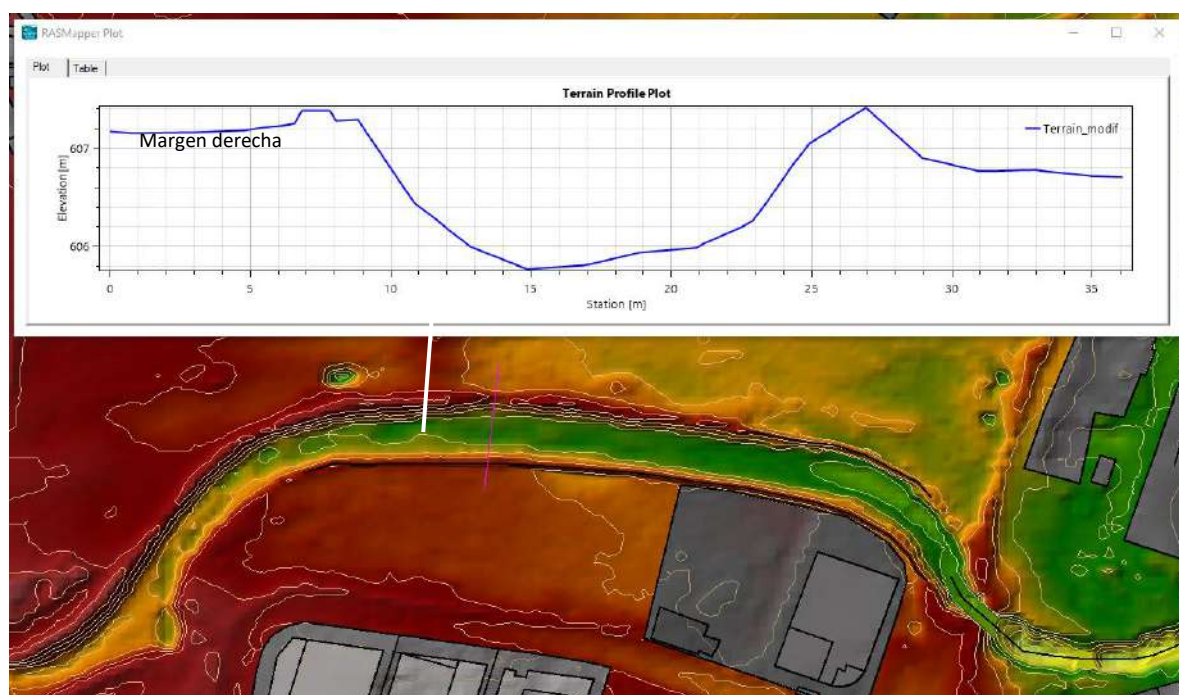 RASMapper Plot
Plot Table
Terrain Profile Plot
Margen derecha
Terrain_modif
607
606
Elevation [m]
0 5 10 15 20 25 30 35
Station [m]